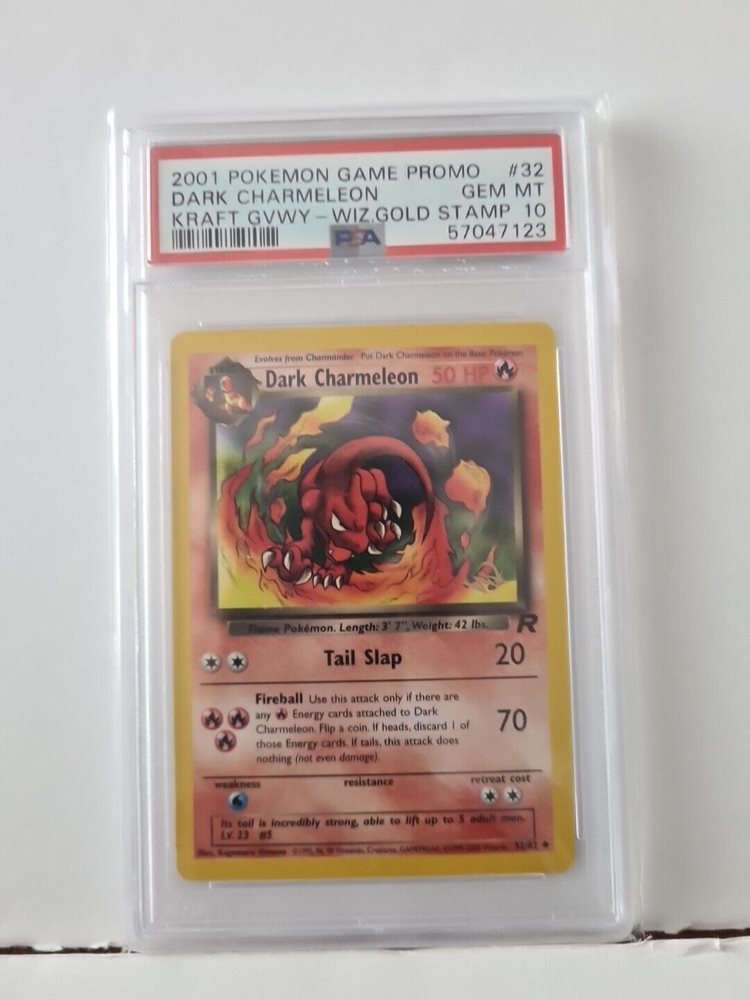 2001 POKEMON GAME PROMO #32
DARK CHARMELEON GEM MT
KRAFT GVWY - WIZ.GOLD STAMP 10
PSA 57047123
Evolves from Charmander Put Dark Charmeleon on the Basic Pokémon
Dark Charmeleon 50 HP
Flame Pokémon. Length: 3' 7", Weight: 42 lbs.
R
Tail Slap 20
Fireball Use this attack only if there are
any Energy cards attached to Dark
Charmeleon. Flip a coin. If heads, discard 1 of
those Energy cards. If tails, this attack does
nothing (not even damage).
70
weakness resistance retreat cost
Its tail is incredibly strong, able to lift up to 5 adult men.
LV. 23 #5
Nintendo, Creatures, GAMEFREAK. 32/82